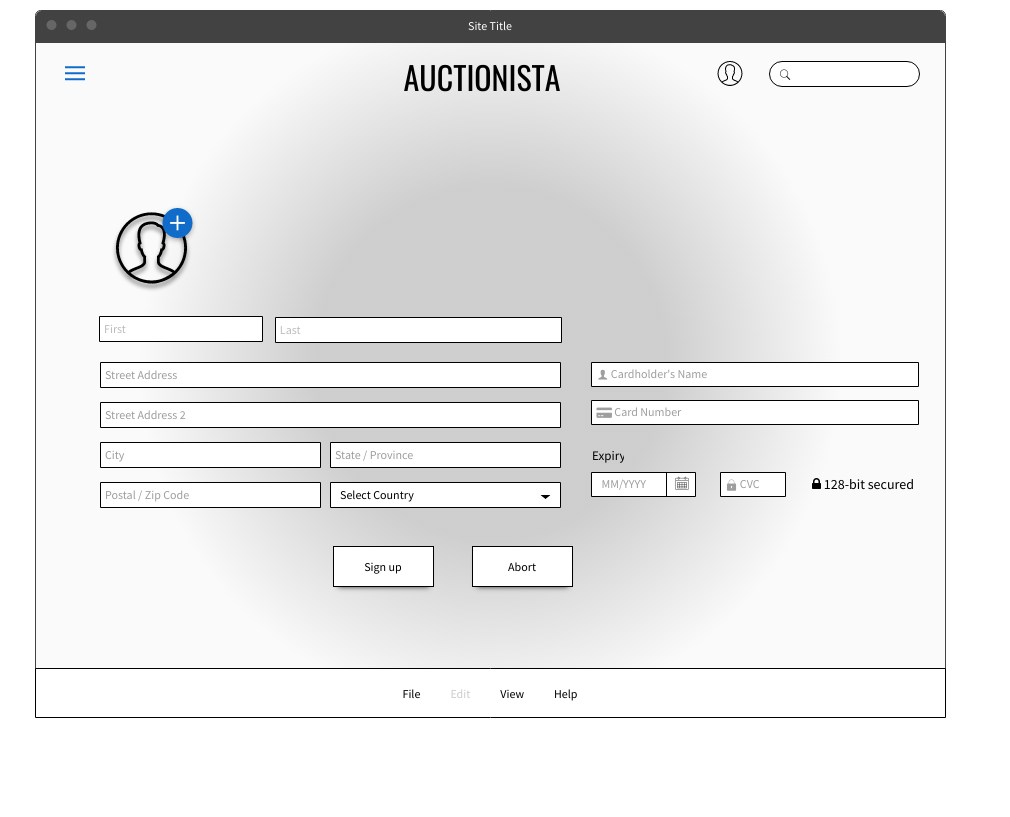 Site Title
AUCTIONISTA
First
Last
Street Address
Street Address 2
City
State / Province
Postal / Zip Code
Select Country
Cardholder's Name
Card Number
Expiry
MM/YYYY
CVC
128-bit secured
Sign up
Abort
File Edit View Help